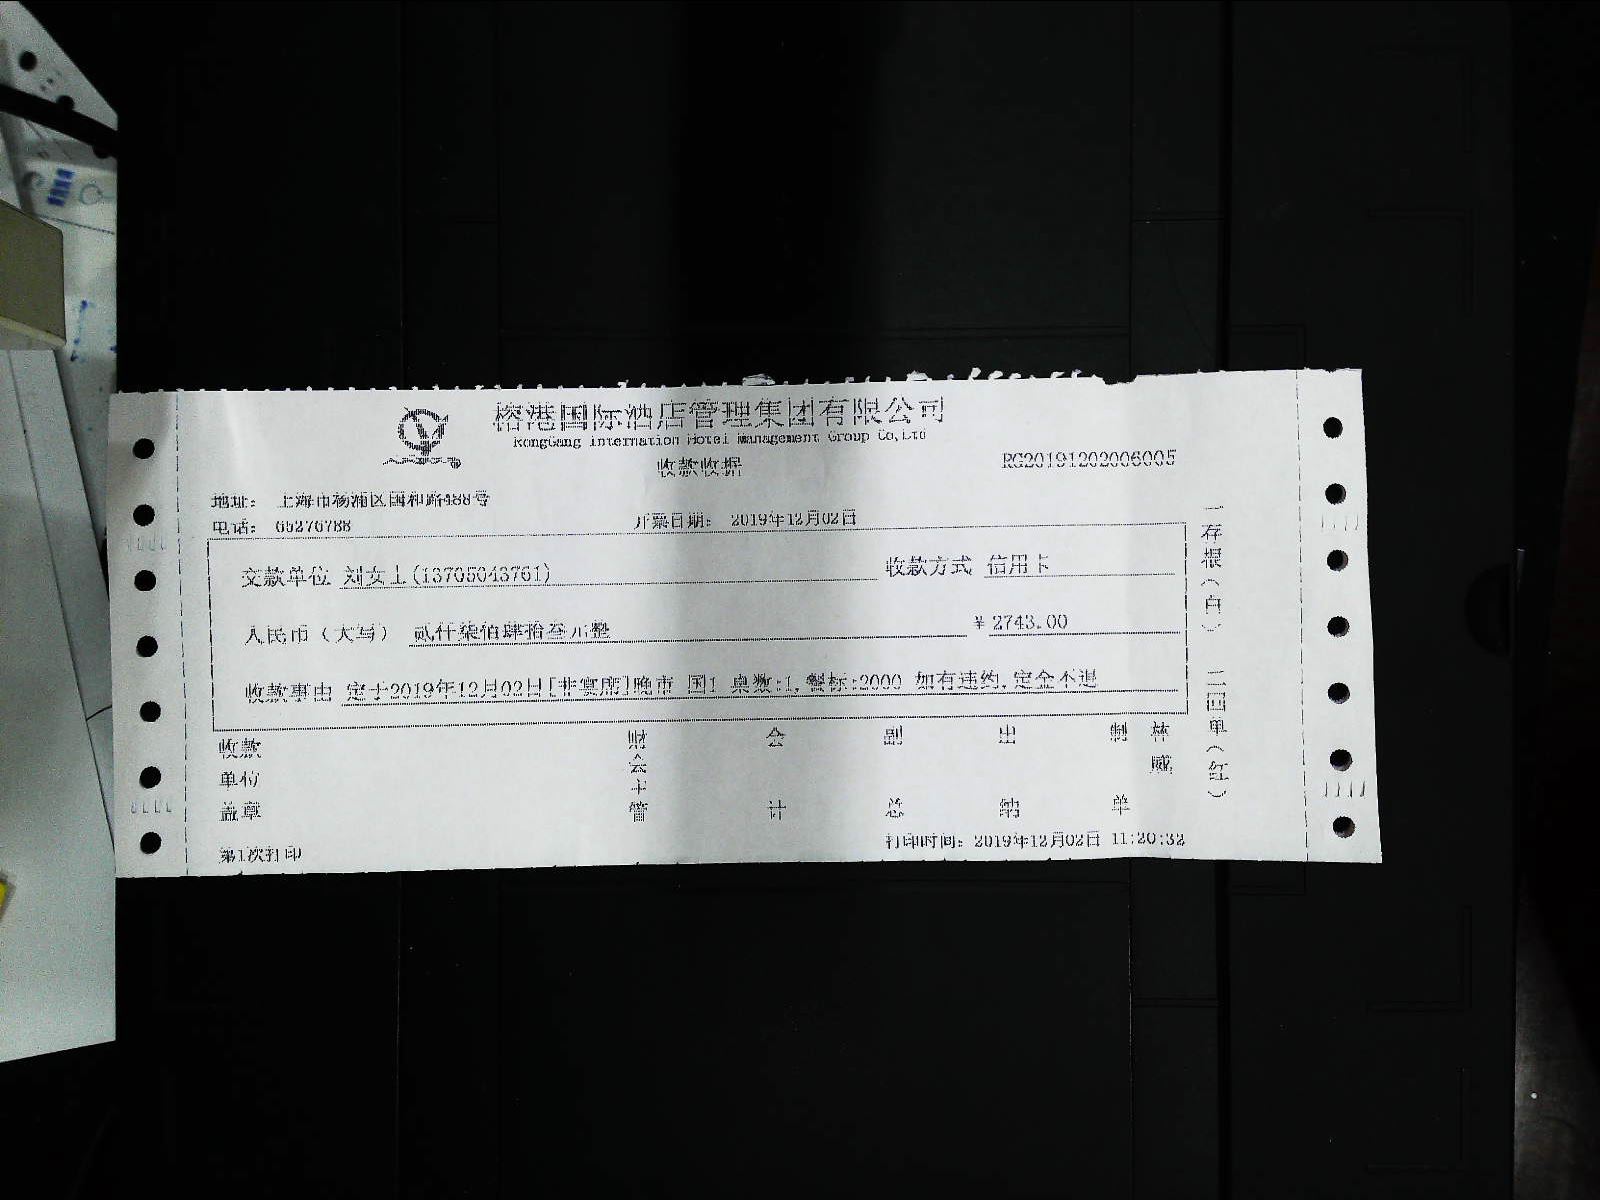 榕港国际酒店管理集团有限公司
RongGang Internation Hotel Management Group Co,Ltd
收款收据
RG20191202006005
地址： 上海市杨浦区国和路488号
电话： 65276788
开票日期： 2019年12月02日
交款单位 刘女士(13705043761)
收款方式 信用卡
人民币（大写） 贰仟柒佰肆拾叁元整
￥2743.00
收款事由 定于2019年12月02日[非宴席]晚市 国1 桌数:1,餐标:2000 如有违约,定金不退
收款单位盖章
财会主管
会计
副总
出纳
制单
林威
一存根（白） 二回单（红）
第1次打印
打印时间：2019年12月02日 11:20:32